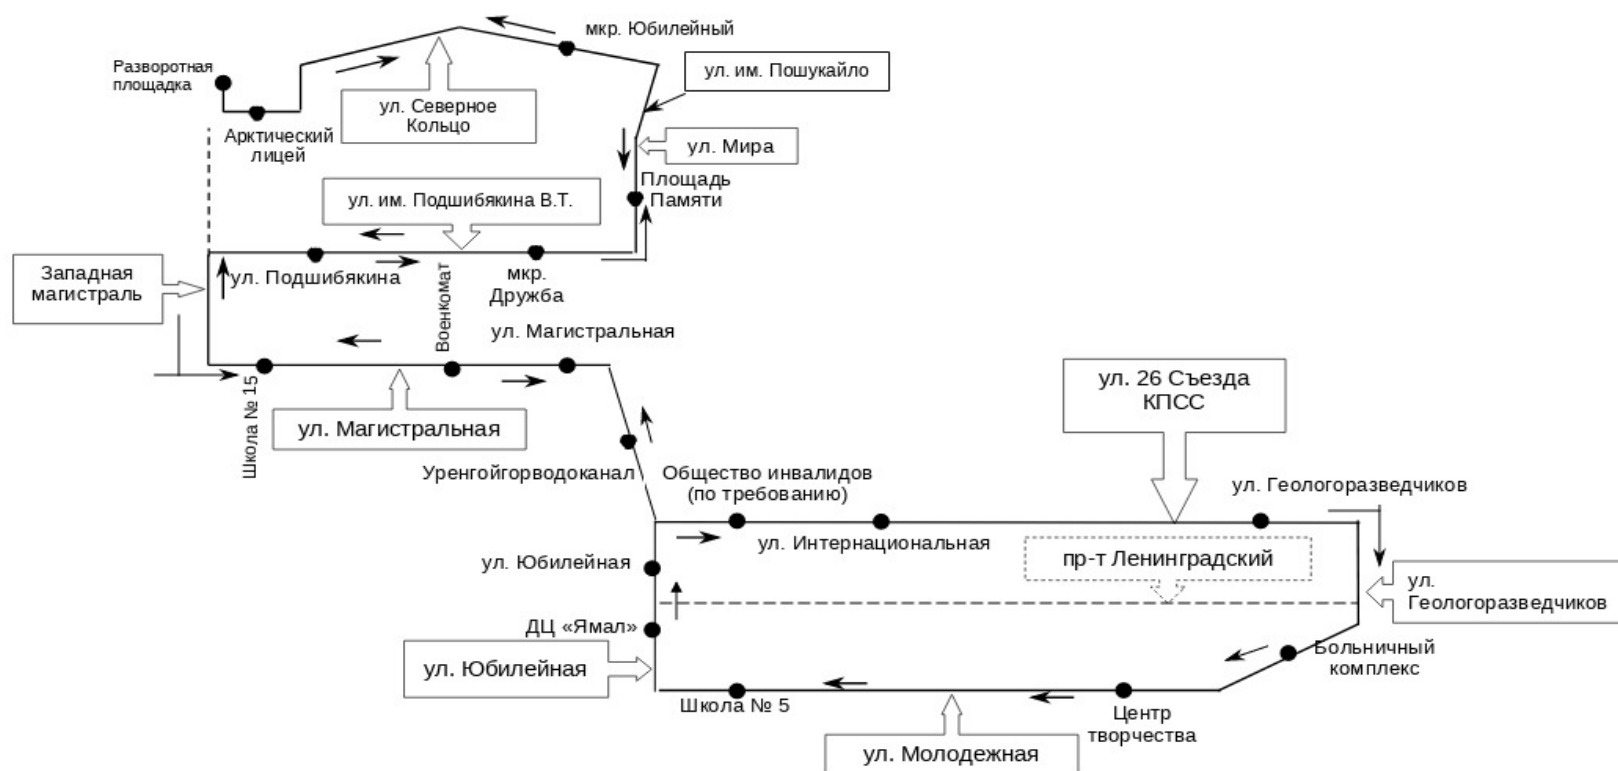 мкр. Юбилейный
Разворотная
площадка
ул. им. Пошукайло
ул. Северное
Кольцо
Арктический
лицей
ул. Мира
Площадь
Памяти
ул. им. Подшибякина В.Т.
Западная
магистраль
ул. Подшибякина
Военкомат
мкр.
Дружба
ул. Магистральная
Школа № 15
ул. Магистральная
ул. 26 Съезда
КПСС
Уренгойгорводоканал
Общество инвалидов
(по требованию)
ул. Геологоразведчиков
ул. Интернациональная
пр-т Ленинградский
ул. Юбилейная
ул.
Геологоразведчиков
ДЦ «Ямал»
ул. Юбилейная
Больничный
комплекс
Школа № 5
Центр
творчества
ул. Молодежная